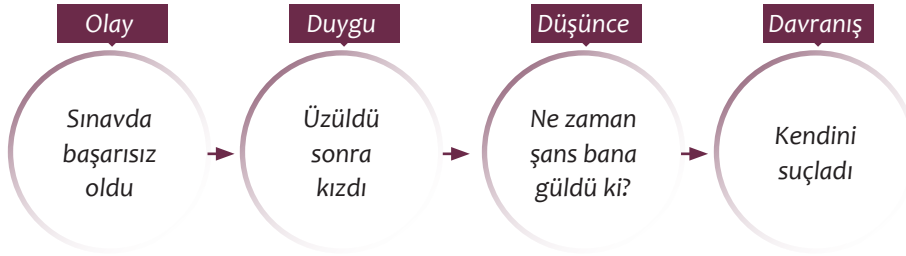 Olay
Duygu
Düşünce
Davranış
Sınavda
başarısız
oldu
Üzüldü
sonra
kızdı
Ne zaman
şans bana
güldü ki?
Kendini
suçladı